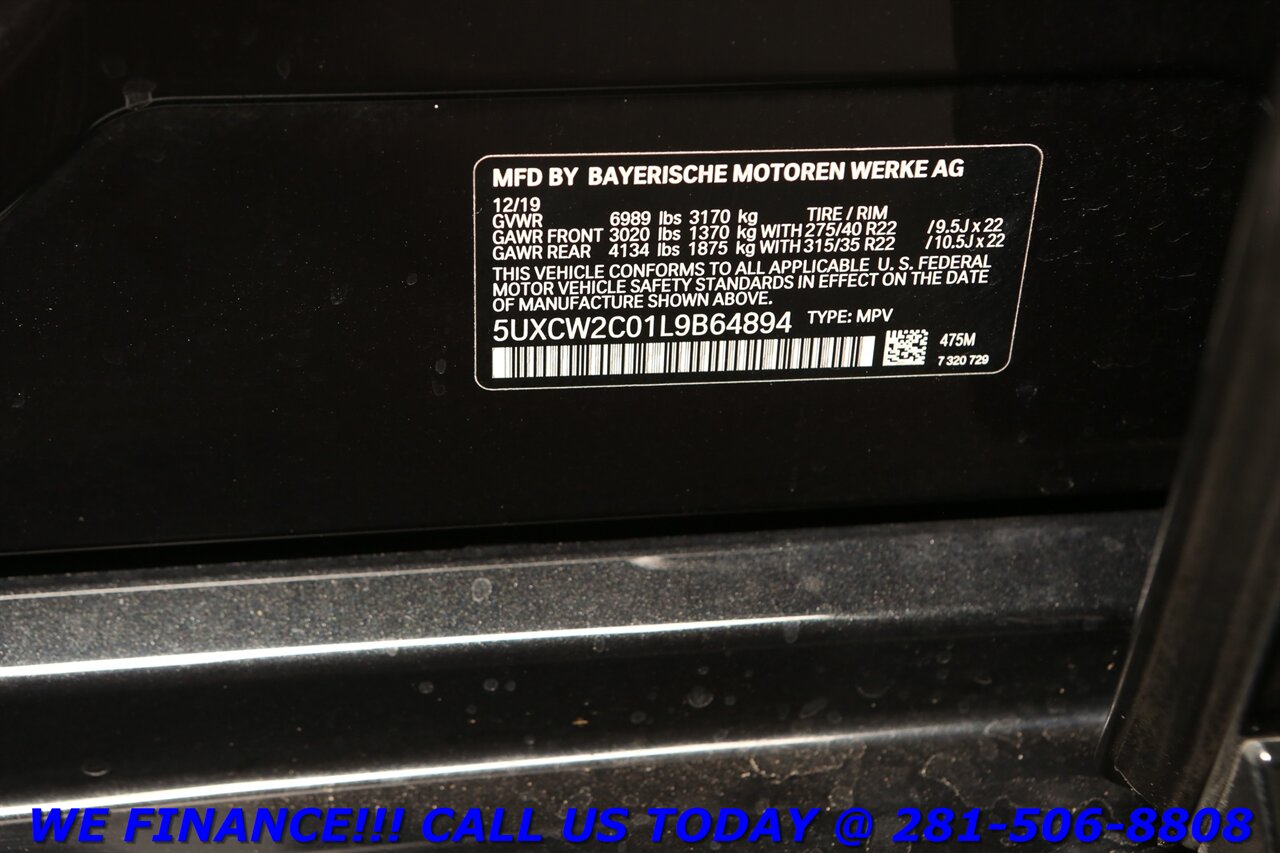 MFD BY BAYERISCHE MOTOREN WERKE AG
12/19
GVWR 6989 lbs 3170 kg TIRE / RIM
GAWR FRONT 3020 lbs 1370 kg WITH 275/40 R22 / 9.5J x 22
GAWR REAR 4134 lbs 1875 kg WITH 315/35 R22 / 10.5J x 22
THIS VEHICLE CONFORMS TO ALL APPLICABLE U. S. FEDERAL
MOTOR VEHICLE SAFETY STANDARDS IN EFFECT ON THE DATE
OF MANUFACTURE SHOWN ABOVE.
5UXCW2C01L9B64894 TYPE: MPV
475M
7 320 729
WE FINANCE!!! CALL US TODAY @ 281-506-8808